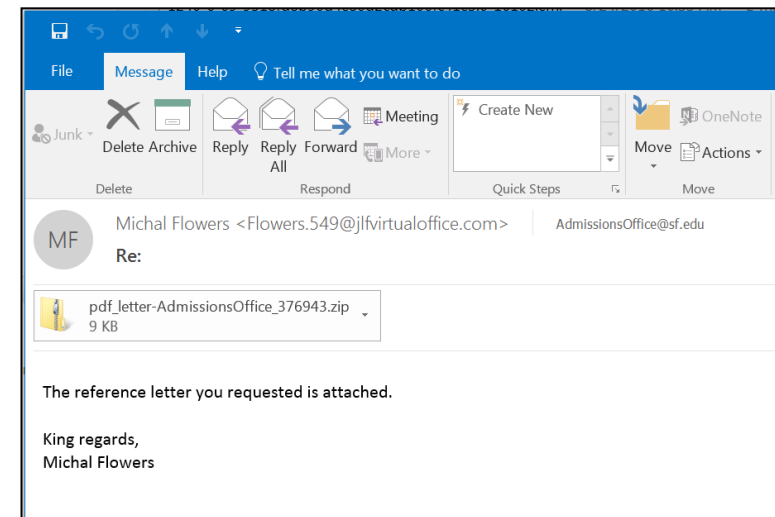 File Message Help Tell me what you want to do
Junk Delete Archive Reply Reply All Forward Meeting More Create New Move OneNote Actions
Delete Respond Quick Steps Move
MF Michal Flowers <Flowers.549@jlfvirtualoffice.com> AdmissionsOffice@sf.edu
Re:
pdf_letter-AdmissionsOffice_376943.zip
9 KB
The reference letter you requested is attached.
King regards,
Michal Flowers